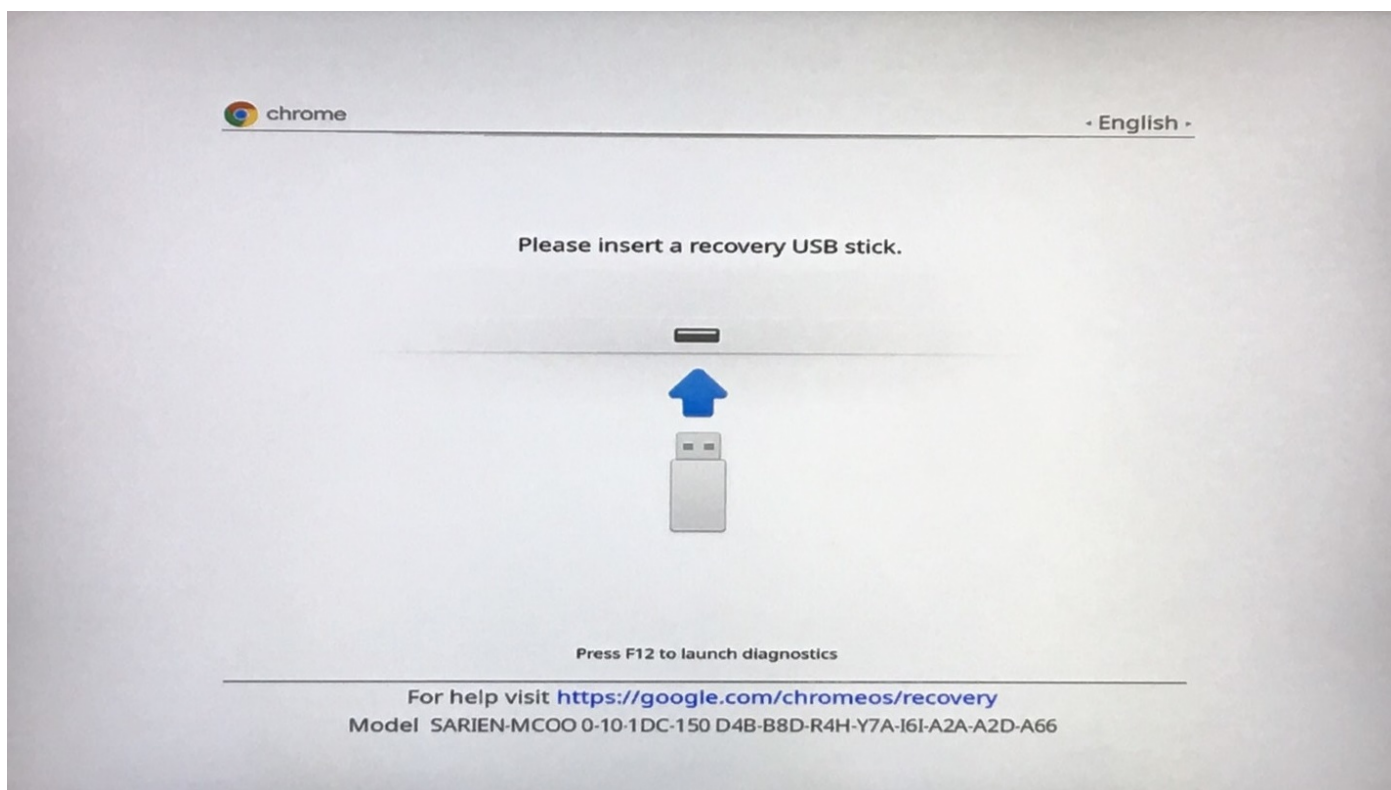 chrome
English
Please insert a recovery USB stick.
Press F12 to launch diagnostics
For help visit https://google.com/chromeos/recovery
Model SARIEN-MCOO 0-10-1DC-150 D4B-B8D-R4H-Y7A-I6I-A2A-A2D-A66